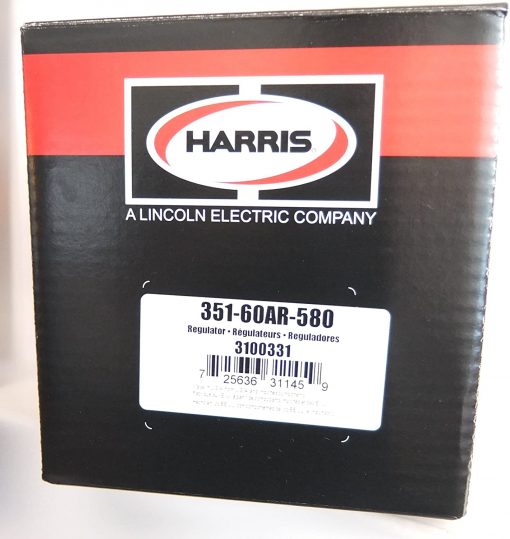 HARRIS
A LINCOLN ELECTRIC COMPANY
351-60AR-580
Regulator • Regulateurs • Reguladores
3100331
7 25636 31145 9